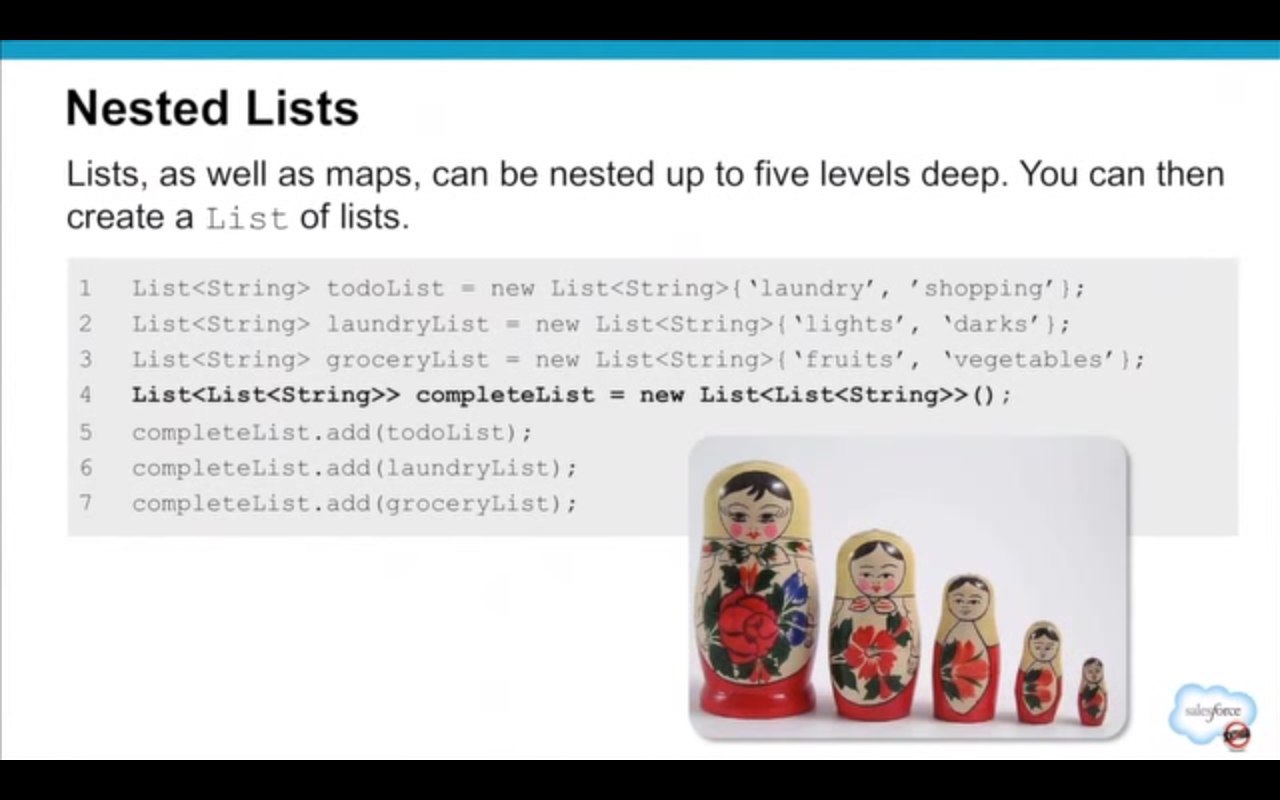 Nested Lists
Lists, as well as maps, can be nested up to five levels deep. You can then
create a List of lists.
1 List<String> todoList = new List<String>{‘laundry’, ’shopping’};
2 List<String> laundryList = new List<String>{‘lights’, ‘darks’};
3 List<String> groceryList = new List<String>{‘fruits’, ‘vegetables’};
4 List<List<String>> completeList = new List<List<String>>();
5 completeList.add(todoList);
6 completeList.add(laundryList);
7 completeList.add(groceryList);
salesforce